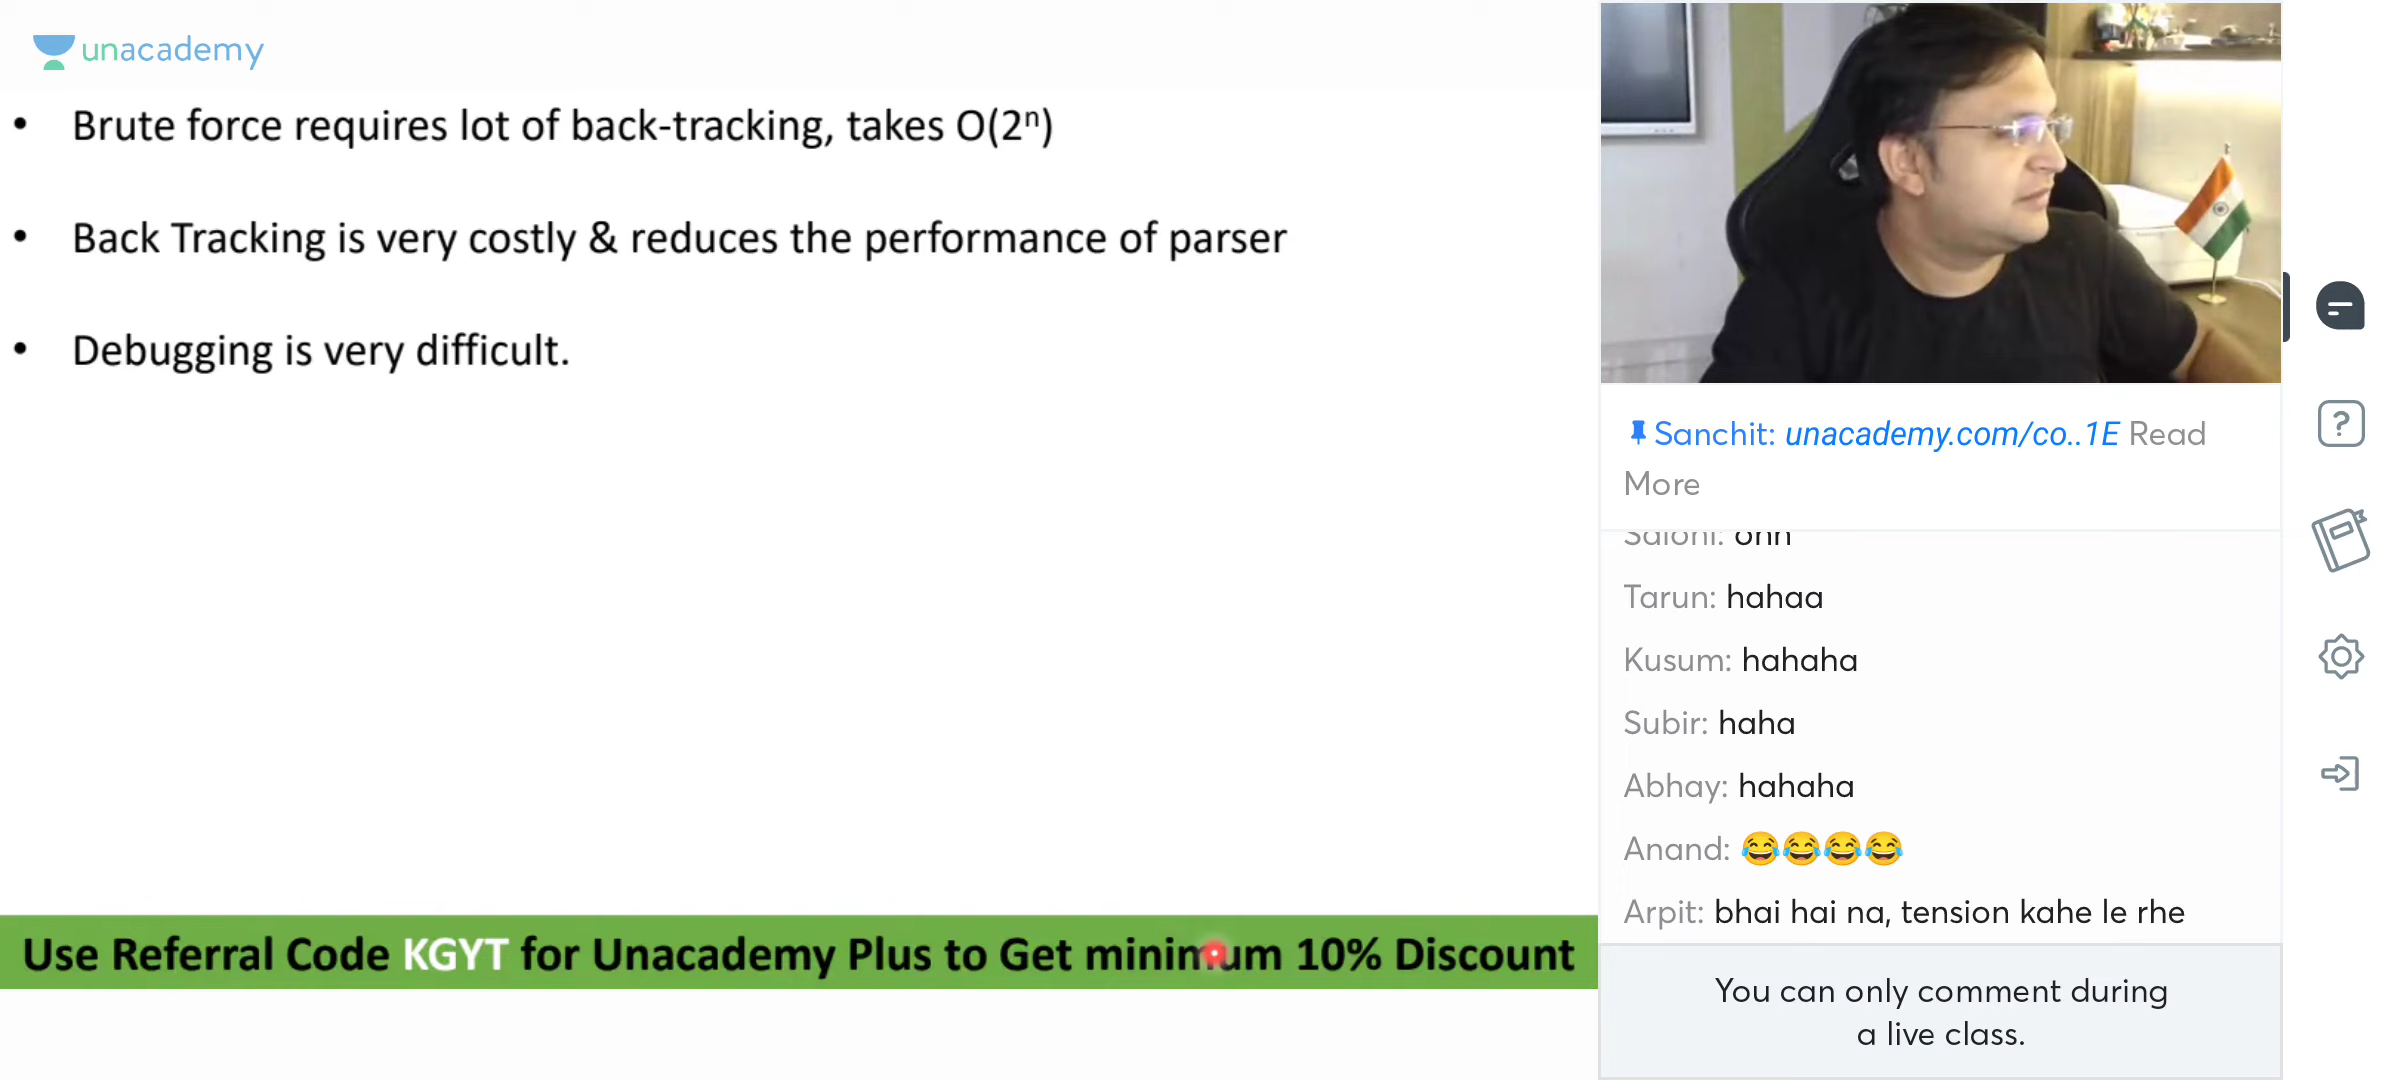 unacademy
• Brute force requires lot of back-tracking, takes O(2ⁿ)
• Back Tracking is very costly & reduces the performance of parser
• Debugging is very difficult.
Use Referral Code KGYT for Unacademy Plus to Get minimum 10% Discount
Sanchit: unacademy.com/co..1E Read
More
Tarun: hahaa
Kusum: hahaha
Subir: haha
Abhay: hahaha
Anand: 😂😂😂😂
Arpit: bhai hai na, tension kahe le rhe
You can only comment during
a live class.